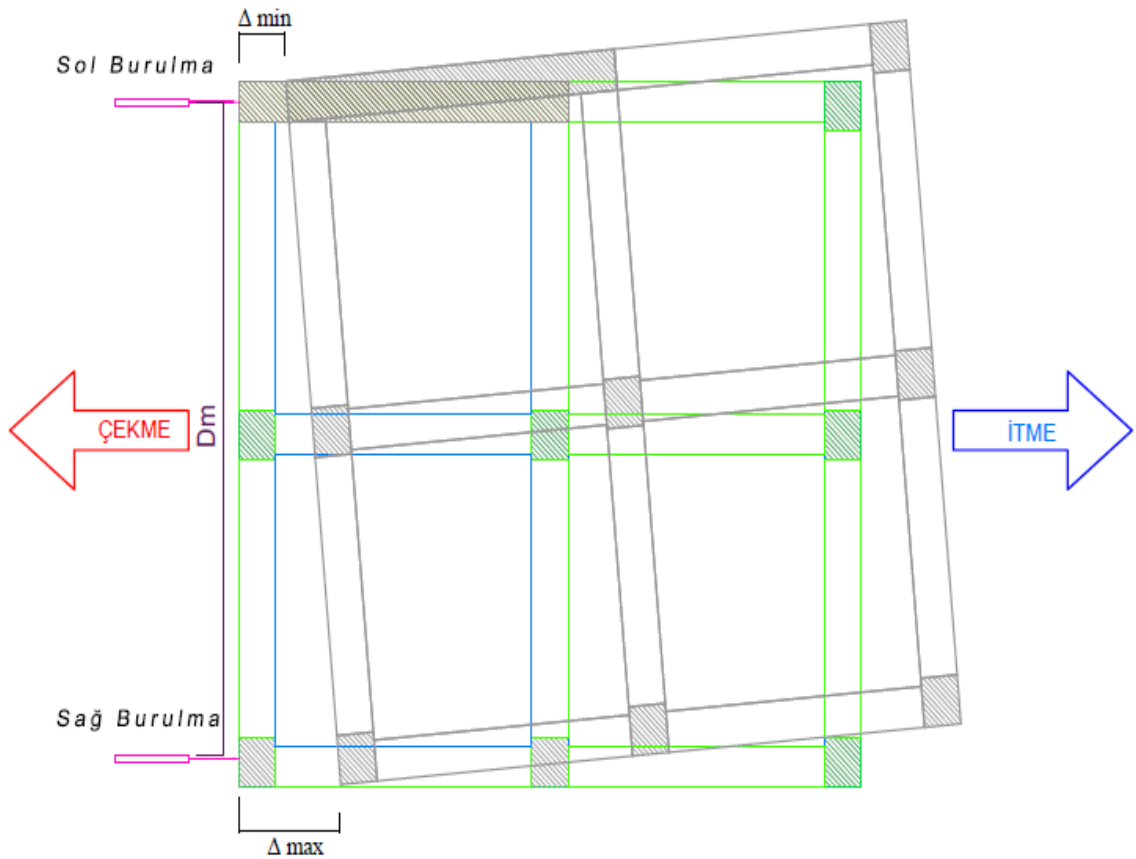 Δ min
Sol Burulma
ÇEKME
Dm
İTME
Sağ Burulma
Δ max